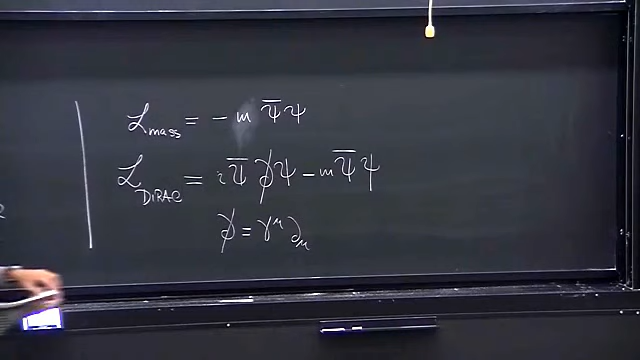 ℒ_mass = - m Ψ̄ Ψ
ℒ_DIRAC = i Ψ̄ ∂̸ Ψ - m Ψ̄ Ψ
∂̸ = γ^μ ∂_μ